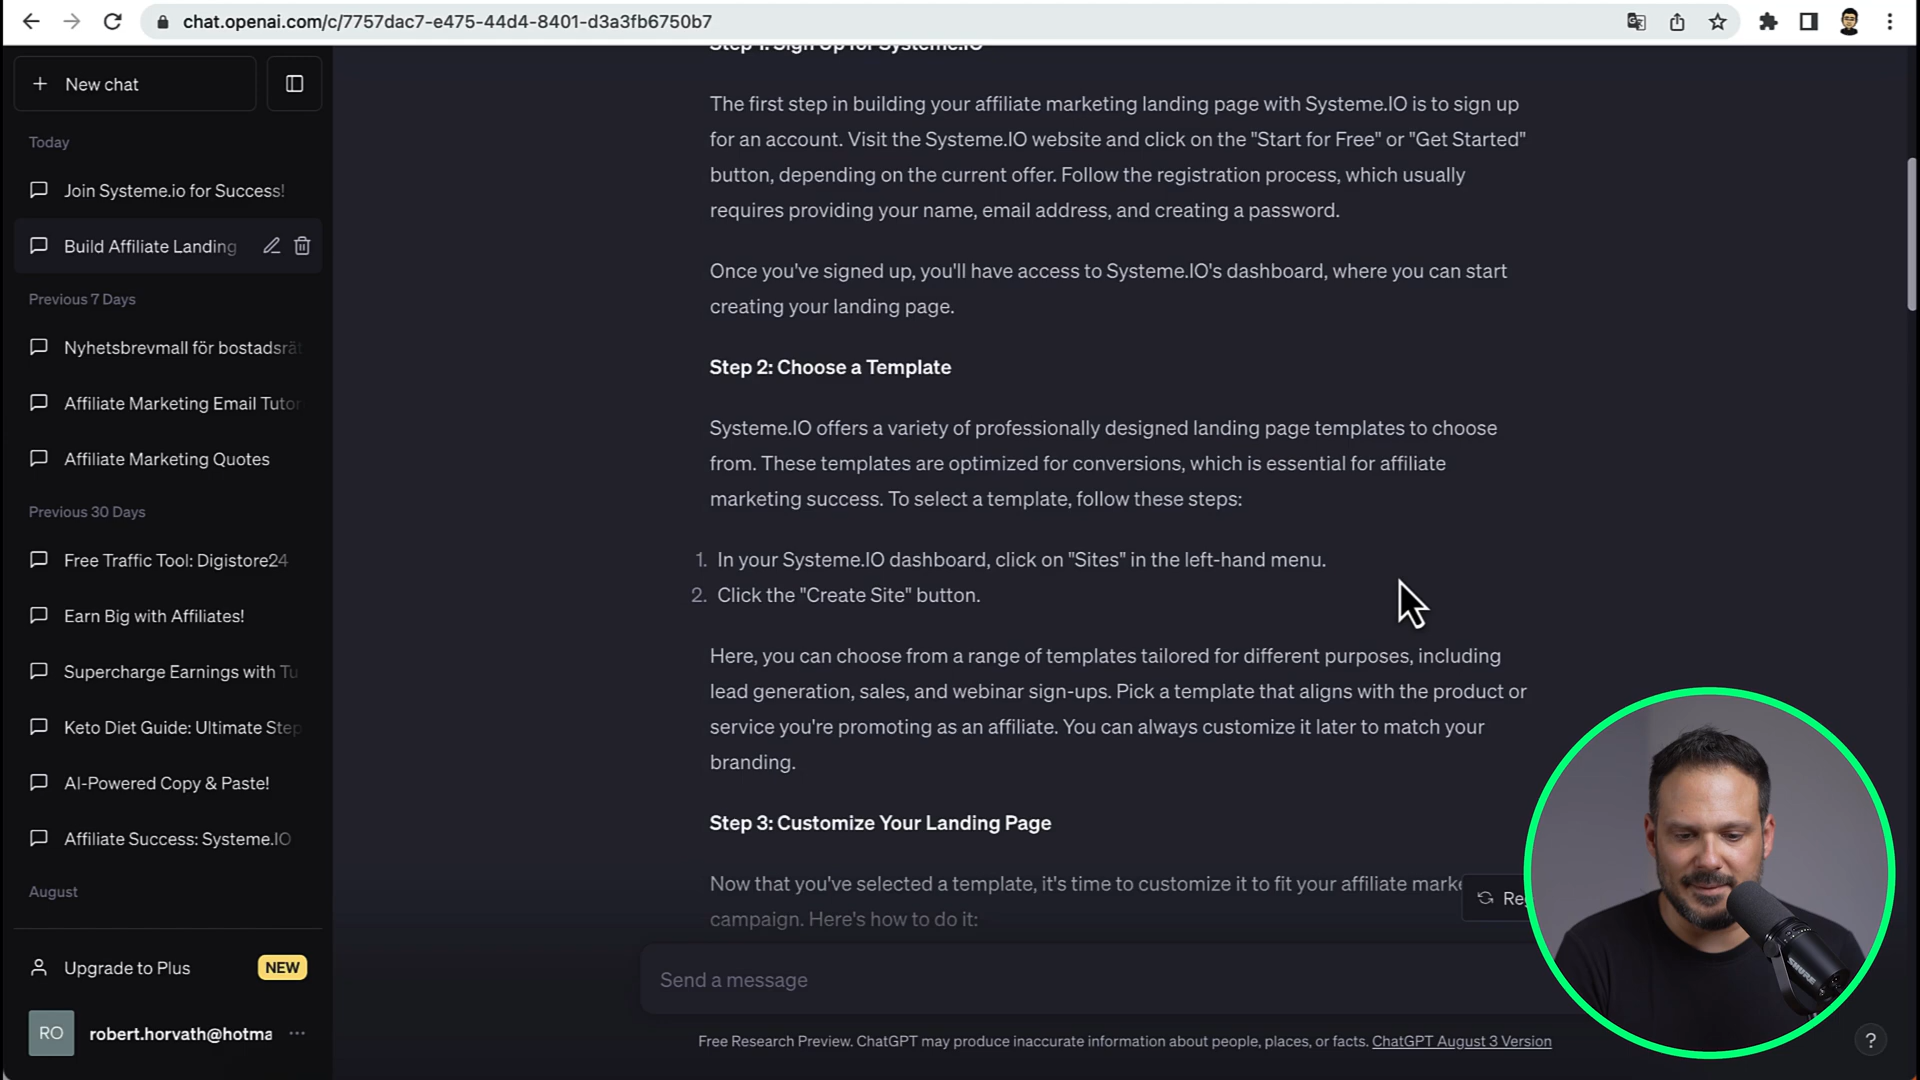 chat.openai.com/c/7757dac7-e475-44d4-8401-d3a3fb6750b7
New chat
Today
Join Systeme.io for Success!
Build Affiliate Landing
Previous 7 Days
Nyhetsbrevmall för bostadsrät
Affiliate Marketing Email Tutor
Affiliate Marketing Quotes
Previous 30 Days
Free Traffic Tool: Digistore24
Earn Big with Affiliates!
Supercharge Earnings with Tu
Keto Diet Guide: Ultimate Step
AI-Powered Copy & Paste!
Affiliate Success: Systeme.IO
August
Upgrade to Plus
NEW
RO
robert.horvath@hotma
Step 1: Sign Up for Systeme.IO
The first step in building your affiliate marketing landing page with Systeme.IO is to sign up
for an account. Visit the Systeme.IO website and click on the "Start for Free" or "Get Started"
button, depending on the current offer. Follow the registration process, which usually
requires providing your name, email address, and creating a password.
Once you've signed up, you'll have access to Systeme.IO's dashboard, where you can start
creating your landing page.
Step 2: Choose a Template
Systeme.IO offers a variety of professionally designed landing page templates to choose
from. These templates are optimized for conversions, which is essential for affiliate
marketing success. To select a template, follow these steps:
1. In your Systeme.IO dashboard, click on "Sites" in the left-hand menu.
2. Click the "Create Site" button.
Here, you can choose from a range of templates tailored for different purposes, including
lead generation, sales, and webinar sign-ups. Pick a template that aligns with the product or
service you're promoting as an affiliate. You can always customize it later to match your
branding.
Step 3: Customize Your Landing Page
Now that you've selected a template, it's time to customize it to fit your affiliate marke
campaign. Here's how to do it:
Re
Send a message
Free Research Preview. ChatGPT may produce inaccurate information about people, places, or facts. ChatGPT August 3 Version
?
SHURE